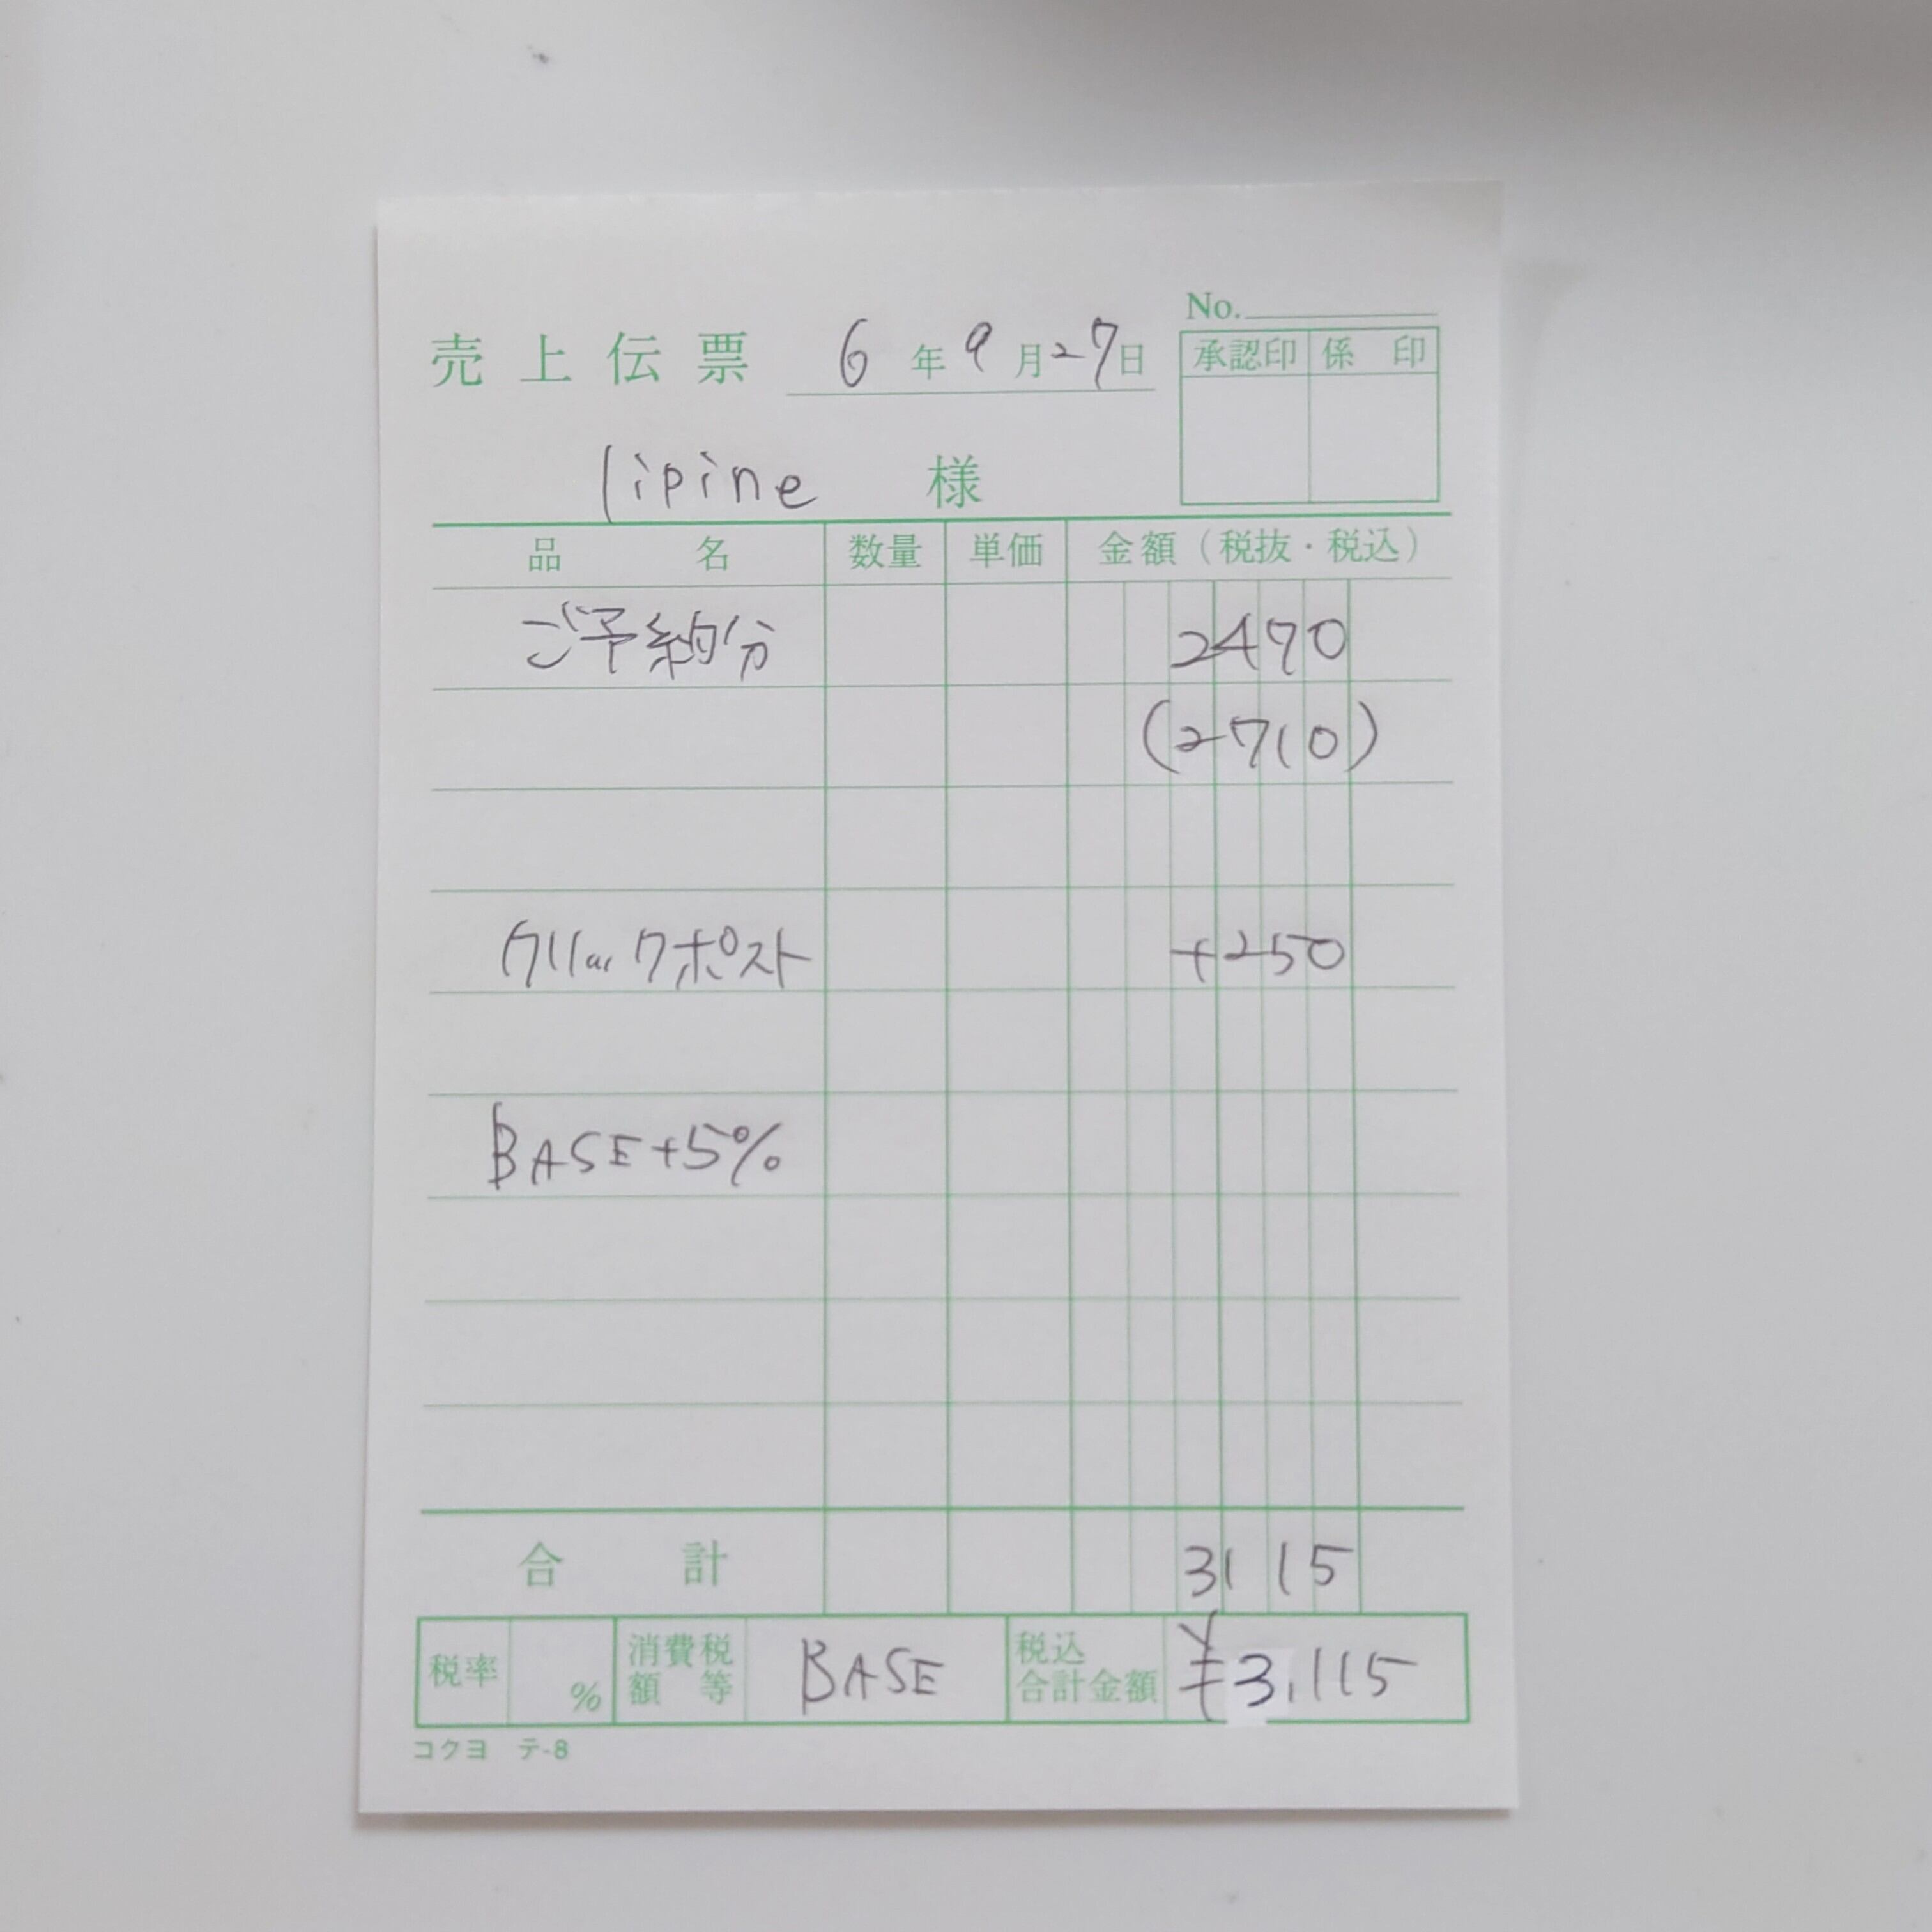 No.
売上伝票 6年9月27日
承認印 係印
lipine 様
品名 数量 単価 金額（税抜・税込）
ご予約分 2470
(2710)
クリックポスト +250
BASE+5%
合計 3115
税率 % 消費税額等 BASE 税込合計金額 ¥3,115
コクヨ テ-8